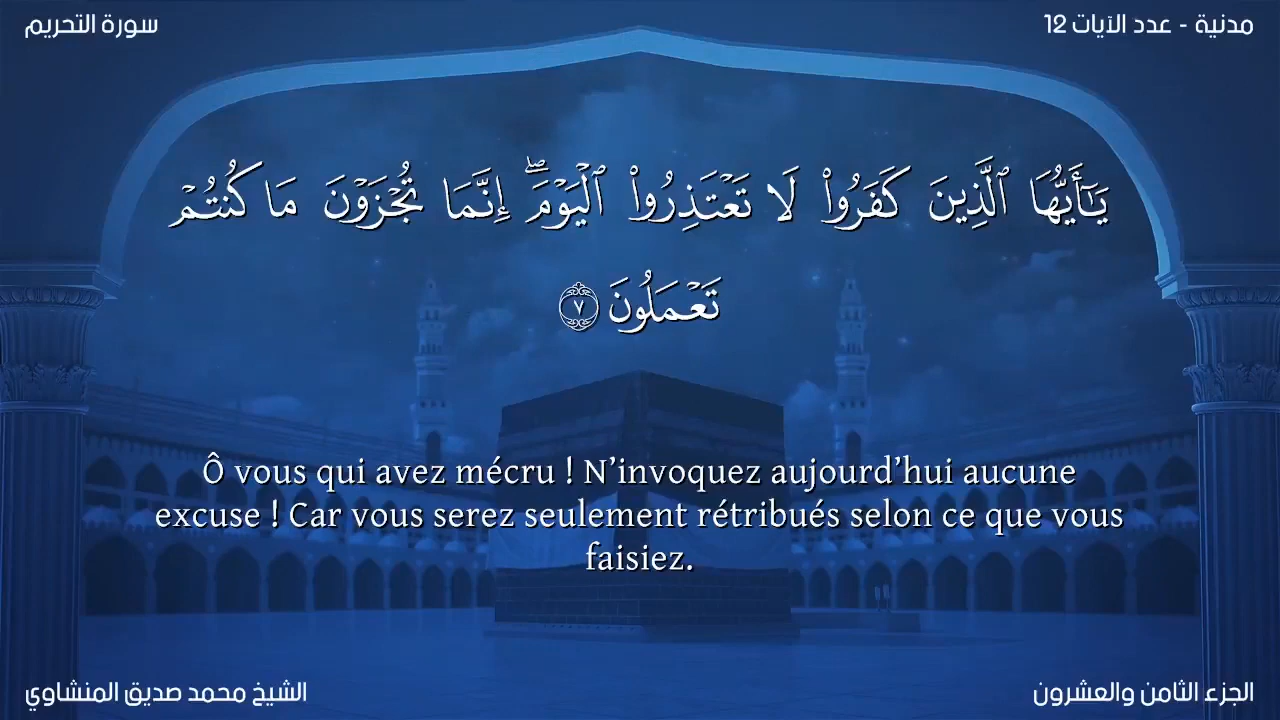 سورة التحريم
مدنية - عدد الآيات 12
يَـٰٓأَيُّهَا ٱلَّذِينَ كَفَرُوا۟ لَا تَعْتَذِرُوا۟ ٱلْيَوْمَ ۖ إِنَّمَا تُجْزَوْنَ مَا كُنتُمْ
تَعْمَلُونَ ٧
Ô vous qui avez mécru ! N’invoquez aujourd’hui aucune
excuse ! Car vous serez seulement rétribués selon ce que vous
faisiez.
الشيخ محمد صديق المنشاوي
الجزء الثامن والعشرون